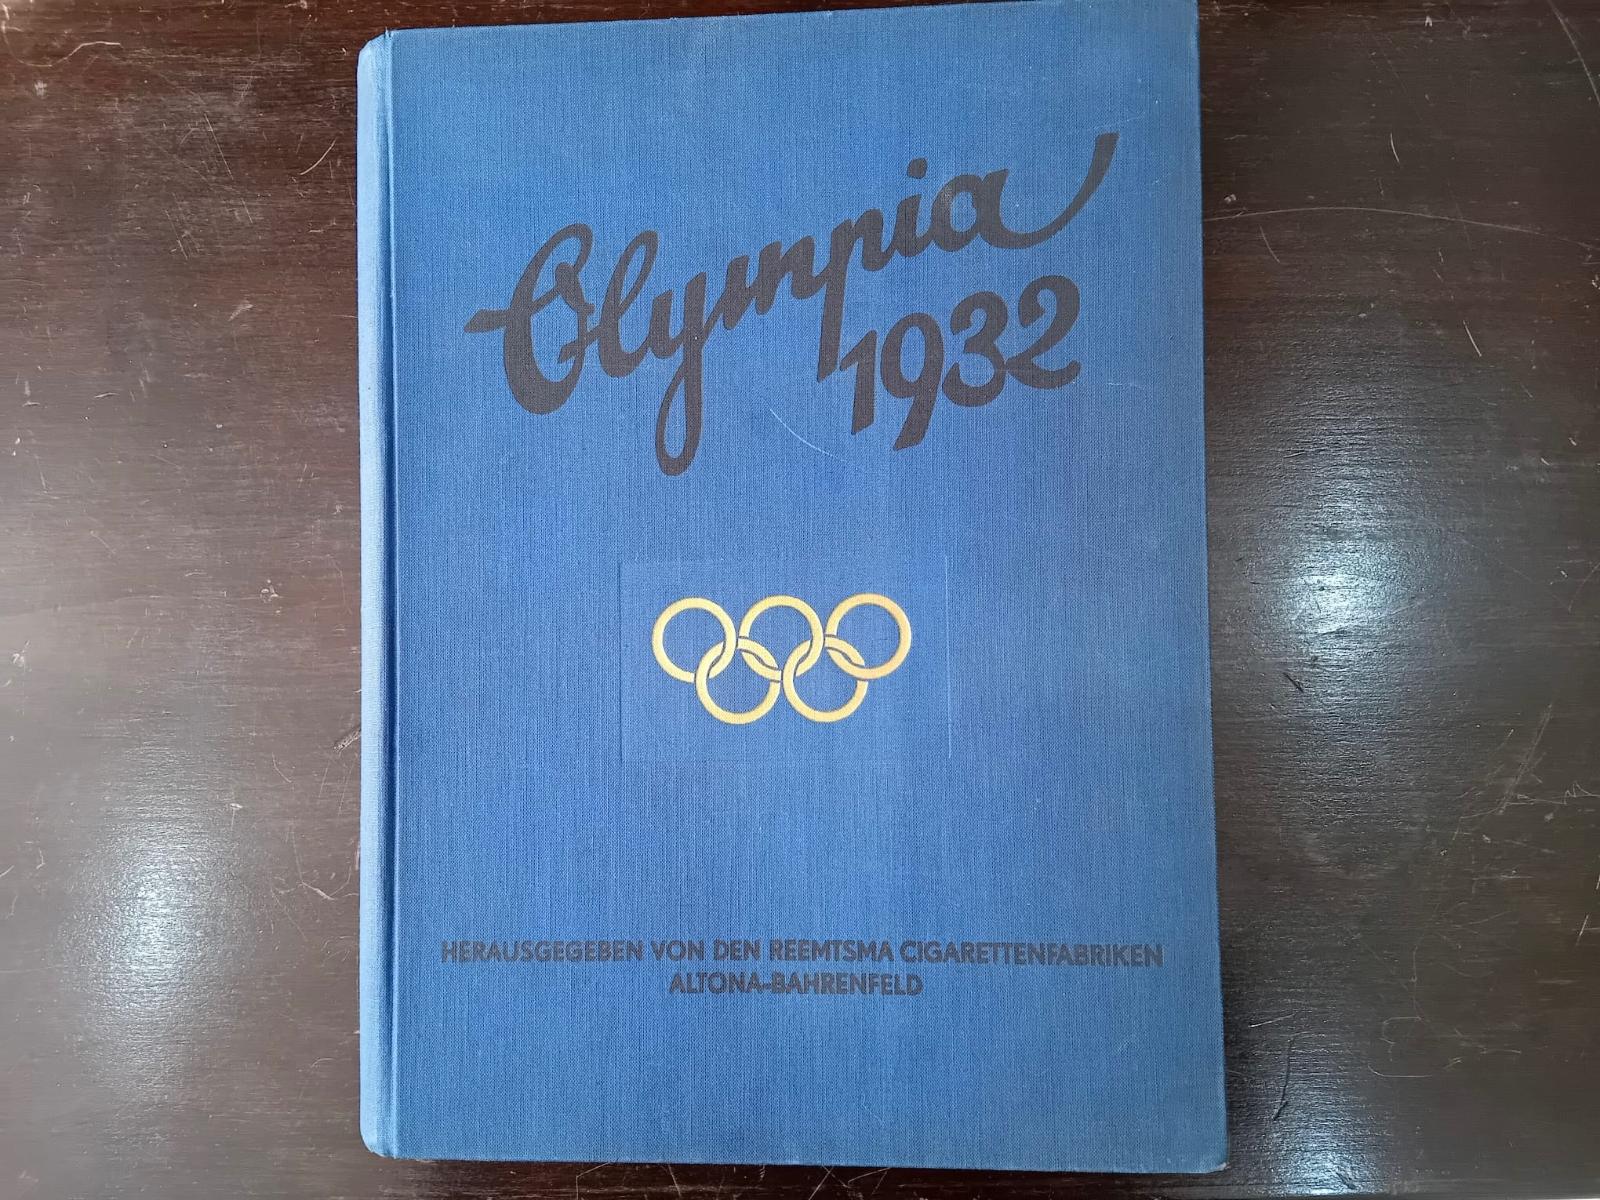 Olympia
1932
HERAUSGEGEBEN VON DEN REEMTSMA CIGARETTENFABRIKEN
ALTONA-BAHRENFELD